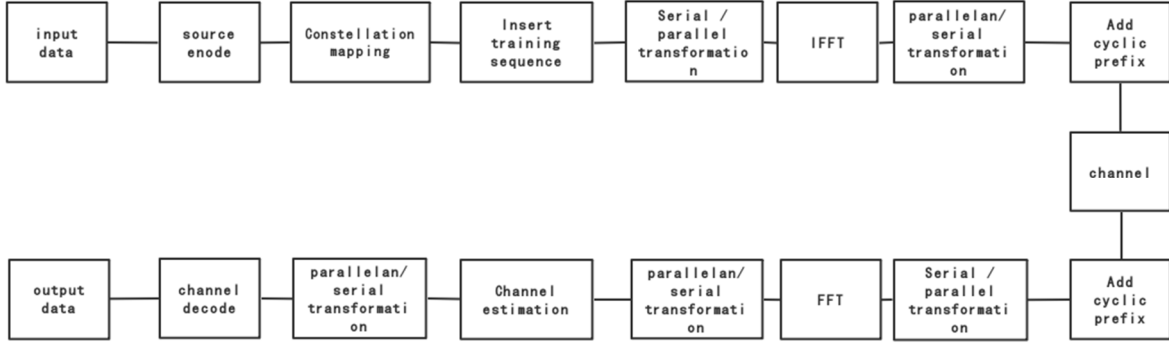 input
data
source
enode
Constellation
mapping
Insert
training
sequence
Serial /
parallel
transformatio
n
IFFT
parallelan/
serial
transformati
on
Add
cyclic
prefix
channel
output
data
channel
decode
parallelan/
serial
transformati
on
Channel
estimation
parallelan/
serial
transformati
on
FFT
Serial /
parallel
transformati
on
Add
cyclic
prefix